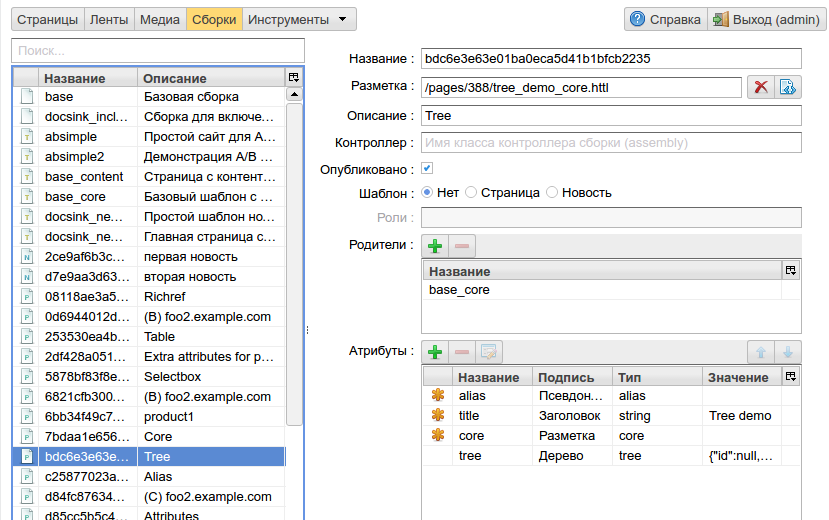 Страницы Ленты Медиа Сборки Инструменты Справка Выход (admin)
Поиск...
Название Описание
base Базовая сборка
docsink_incl... Сборка для включе...
absimple Простой сайт для A...
absimple2 Демонстрация A/B ...
base_content Страница с контент...
base_core Базовый шаблон с ...
docsink_ne... Простой шаблон но...
docsink_ne... Главная страница с...
2ce9af6b3c... первая новость
d7e9aa3d63... вторая новость
08118ae3a5... Richref
0d6944012d... (B) foo2.example.com
253530ea4b... Table
2df428a051... Extra attributes for p...
5878bf83f8e... Selectbox
6821cfb300... (B) foo2.example.com
6bb34f49c7... product1
7bdaa1e656... Core
bdc6e3e63e... Tree
c25877023a... Alias
d84fc87634... (C) foo2.example.com
d85cc5b5c4... Attributes
Название : bdc6e3e63e01ba0eca5d41b1bfcb2235
Разметка : /pages/388/tree_demo_core.httl
Описание : Tree
Контроллер : Имя класса контроллера сборки (assembly)
Опубликовано :
Шаблон : Нет Страница Новость
Роли :
Родители :
Название
base_core
Атрибуты :
Название Подпись Тип Значение
alias Псевдон... alias
title Заголовок string Tree demo
core Разметка core
tree Дерево tree {"id":null,...